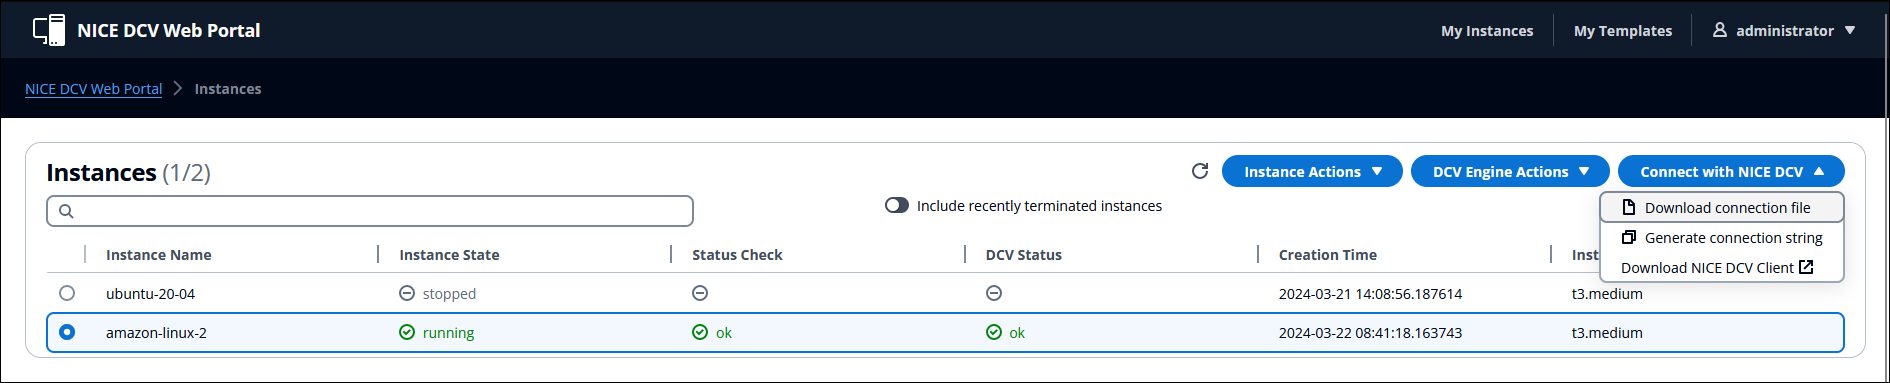 NICE DCV Web Portal
My Instances
My Templates
administrator
NICE DCV Web Portal
Instances
Instances (1/2)
Instance Actions
DCV Engine Actions
Connect with NICE DCV
Include recently terminated instances
Download connection file
Generate connection string
Download NICE DCV Client
Instance Name
Instance State
Status Check
DCV Status
Creation Time
Inst
ubuntu-20-04
stopped
2024-03-21 14:08:56.187614
t3.medium
amazon-linux-2
running
ok
ok
2024-03-22 08:41:18.163743
t3.medium